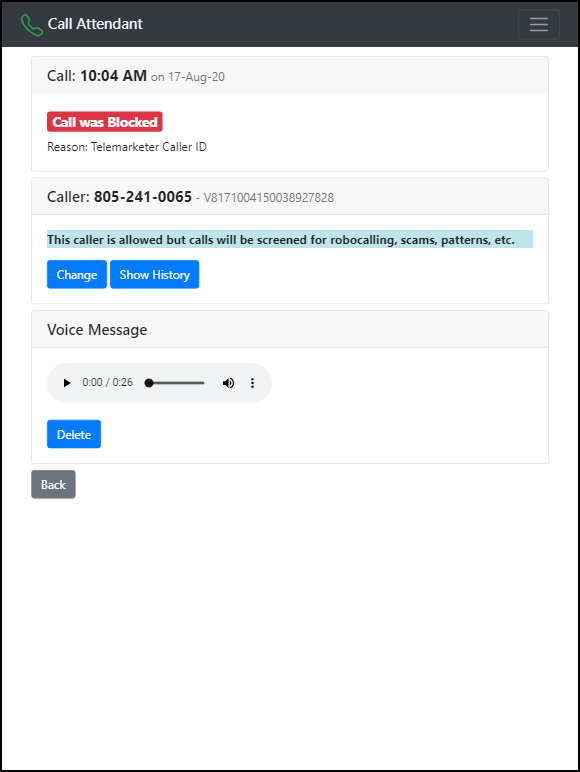 Call Attendant
Call: 10:04 AM on 17-Aug-20
Call was Blocked
Reason: Telemarketer Caller ID
Caller: 805-241-0065 - V8171004150038927828
This caller is allowed but calls will be screened for robocalling, scams, patterns, etc.
Change Show History
Voice Message
0:00 / 0:26
Delete
Back